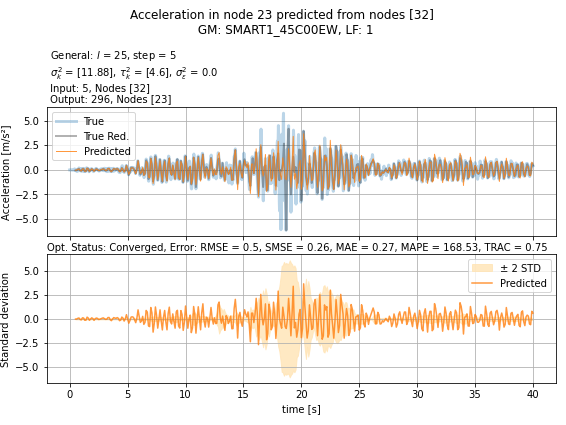 Acceleration in node 23 predicted from nodes [32]
GM: SMART1_45C00EW, LF: 1
General: l = 25, step = 5
σ²ₖ = [11.88], τ²ₖ = [4.6], σ²ε = 0.0
Input: 5, Nodes [32]
Output: 296, Nodes [23]
Acceleration [m/s²]
5.0
2.5
0.0
−2.5
−5.0
True
True Red.
Predicted
Opt. Status: Converged, Error: RMSE = 0.5, SMSE = 0.26, MAE = 0.27, MAPE = 168.53, TRAC = 0.75
Standard deviation
5.0
2.5
0.0
−2.5
−5.0
± 2 STD
Predicted
0 5 10 15 20 25 30 35 40
time [s]